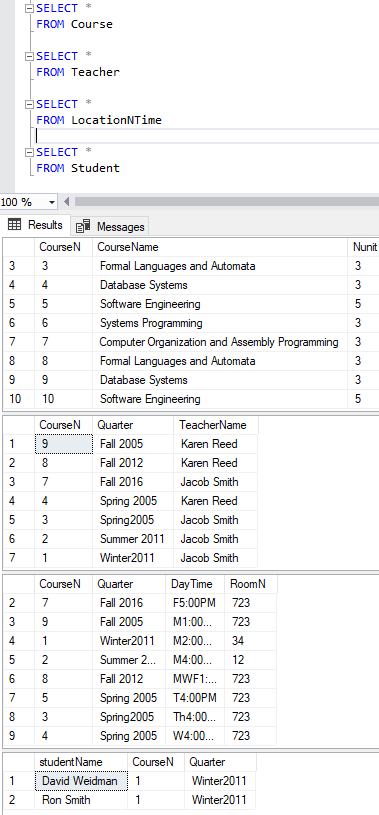 SELECT *
FROM Course
SELECT *
FROM Teacher
SELECT *
FROM LocationNTime
SELECT *
FROM Student
100 %
Results Messages
CourseN CourseName Nunit
3 3 Formal Languages and Automata 3
4 4 Database Systems 3
5 5 Software Engineering 5
6 6 Systems Programming 3
7 7 Computer Organization and Assembly Programming 3
8 8 Formal Languages and Automata 3
9 9 Database Systems 3
10 10 Software Engineering 5
CourseN Quarter TeacherName
1 9 Fall 2005 Karen Reed
2 8 Fall 2012 Karen Reed
3 7 Fall 2016 Jacob Smith
4 4 Spring 2005 Karen Reed
5 3 Spring2005 Jacob Smith
6 2 Summer 2011 Jacob Smith
7 1 Winter2011 Jacob Smith
CourseN Quarter DayTime RoomN
2 7 Fall 2016 F5:00PM 723
3 9 Fall 2005 M1:00... 723
4 1 Winter2011 M2:00... 34
5 2 Summer 2... M4:00... 12
6 8 Fall 2012 MWF1:... 723
7 5 Spring 2005 T4:00PM 723
8 3 Spring2005 Th4:00... 723
9 4 Spring 2005 W4:00... 723
studentName CourseN Quarter
1 David Weidman 1 Winter2011
2 Ron Smith 1 Winter2011